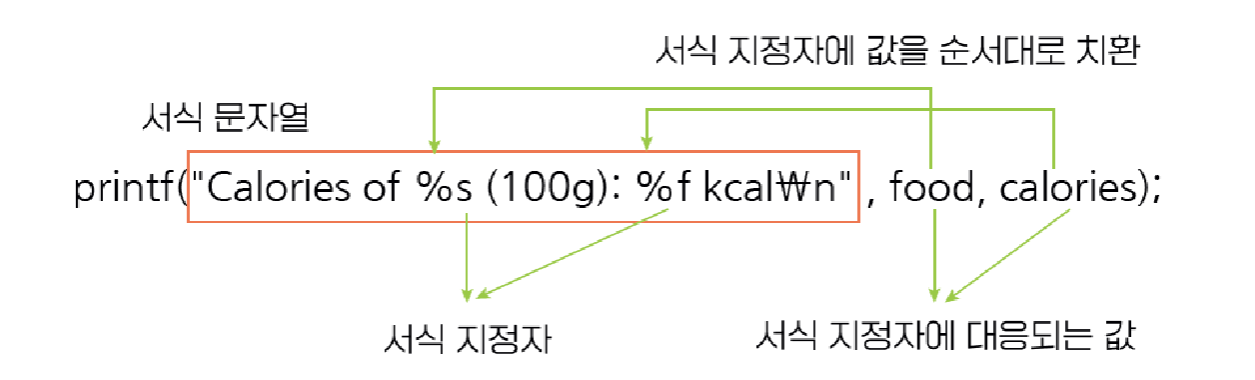 서식 지정자에 값을 순서대로 치환
서식 문자열
printf("Calories of %s (100g): %f kcal₩n" , food, calories);
서식 지정자
서식 지정자에 대응되는 값